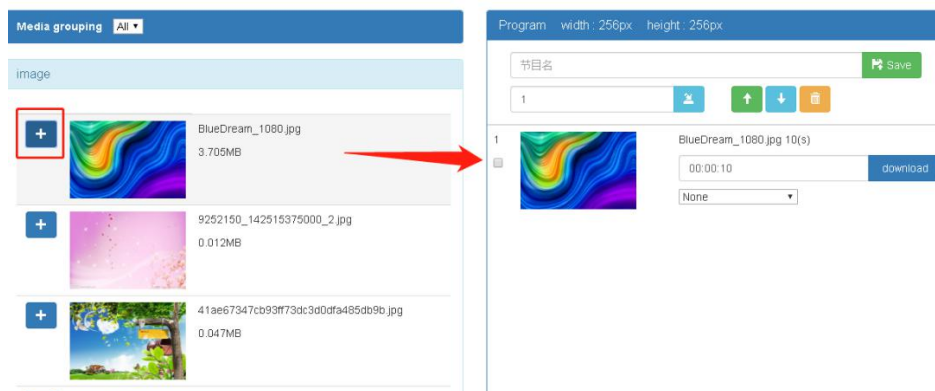 Media grouping All
image
BlueDream_1080.jpg
3.705MB
9252150_142515375000_2.jpg
0.012MB
41ae67347cb93ff73dc3d0dfa485db9b.jpg
0.047MB
Program width : 256px height : 256px
节目名 Save
1
1 BlueDream_1080.jpg 10(s)
00:00:10 download
None